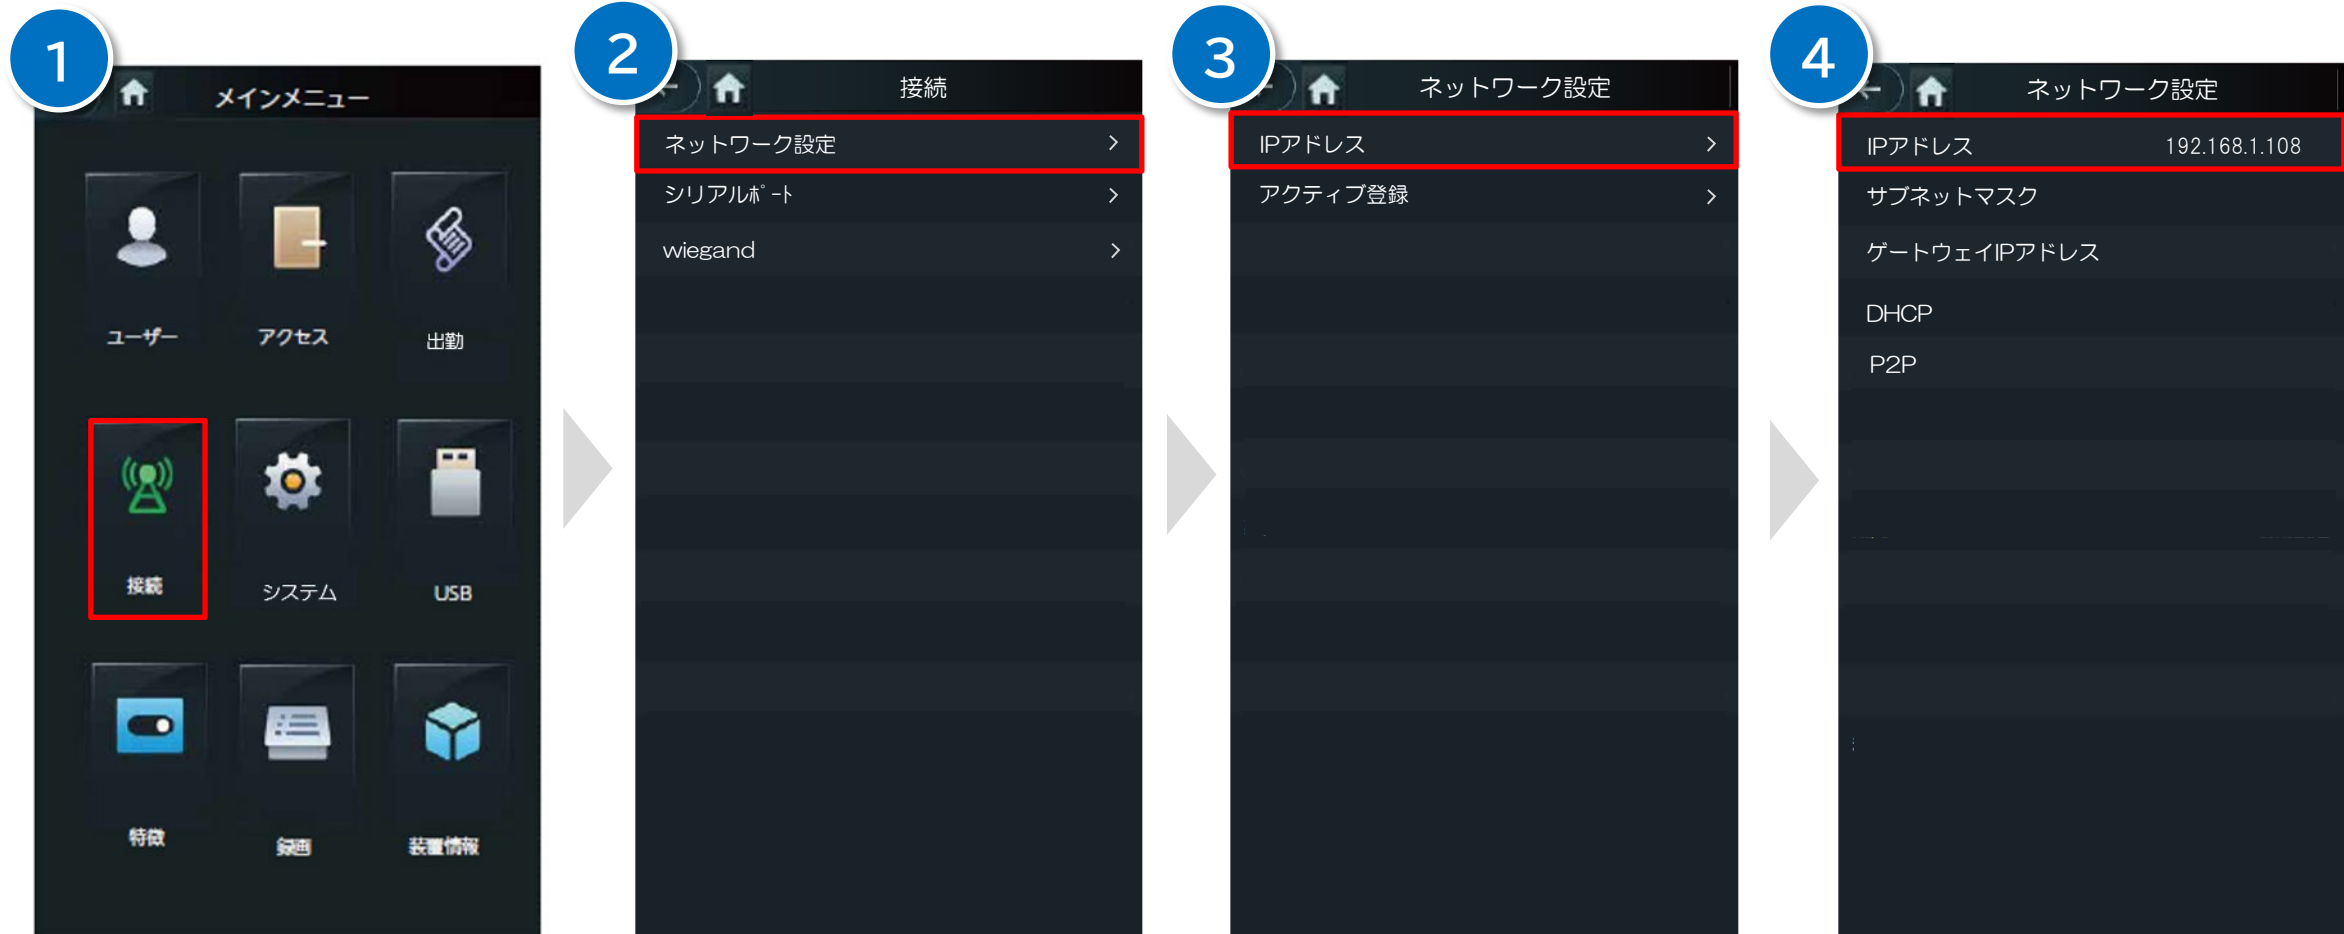 1
メインメニュー
ユーザー
アクセス
出勤
接続
システム
USB
特徴
録画
装置情報
2
接続
ネットワーク設定
シリアルポート
wiegand
3
ネットワーク設定
IPアドレス
アクティブ登録
4
ネットワーク設定
IPアドレス 192.168.1.108
サブネットマスク
ゲートウェイIPアドレス
DHCP
P2P